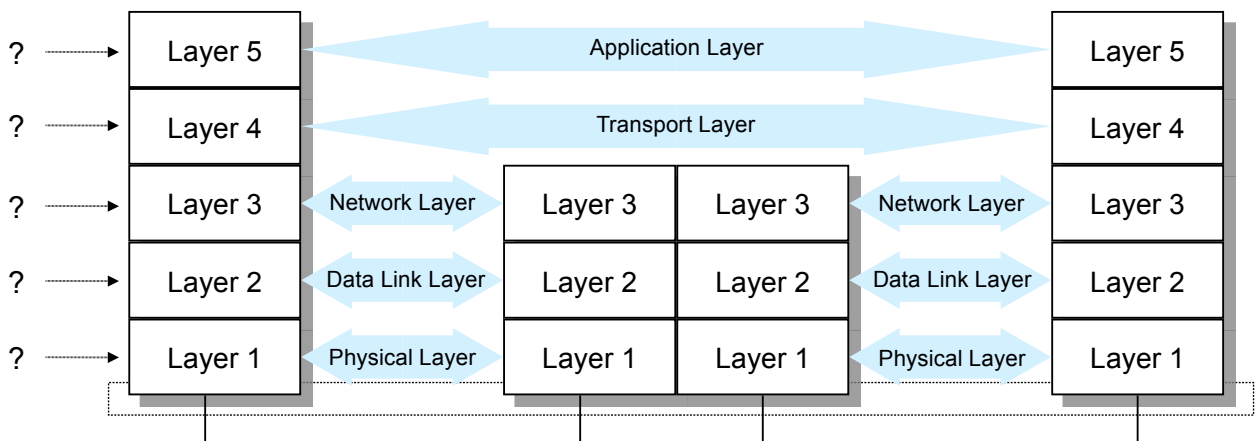 ? Layer 5 Application Layer Layer 5
? Layer 4 Transport Layer Layer 4
? Layer 3 Network Layer Layer 3 Layer 3 Network Layer Layer 3
? Layer 2 Data Link Layer Layer 2 Layer 2 Data Link Layer Layer 2
? Layer 1 Physical Layer Layer 1 Layer 1 Physical Layer Layer 1